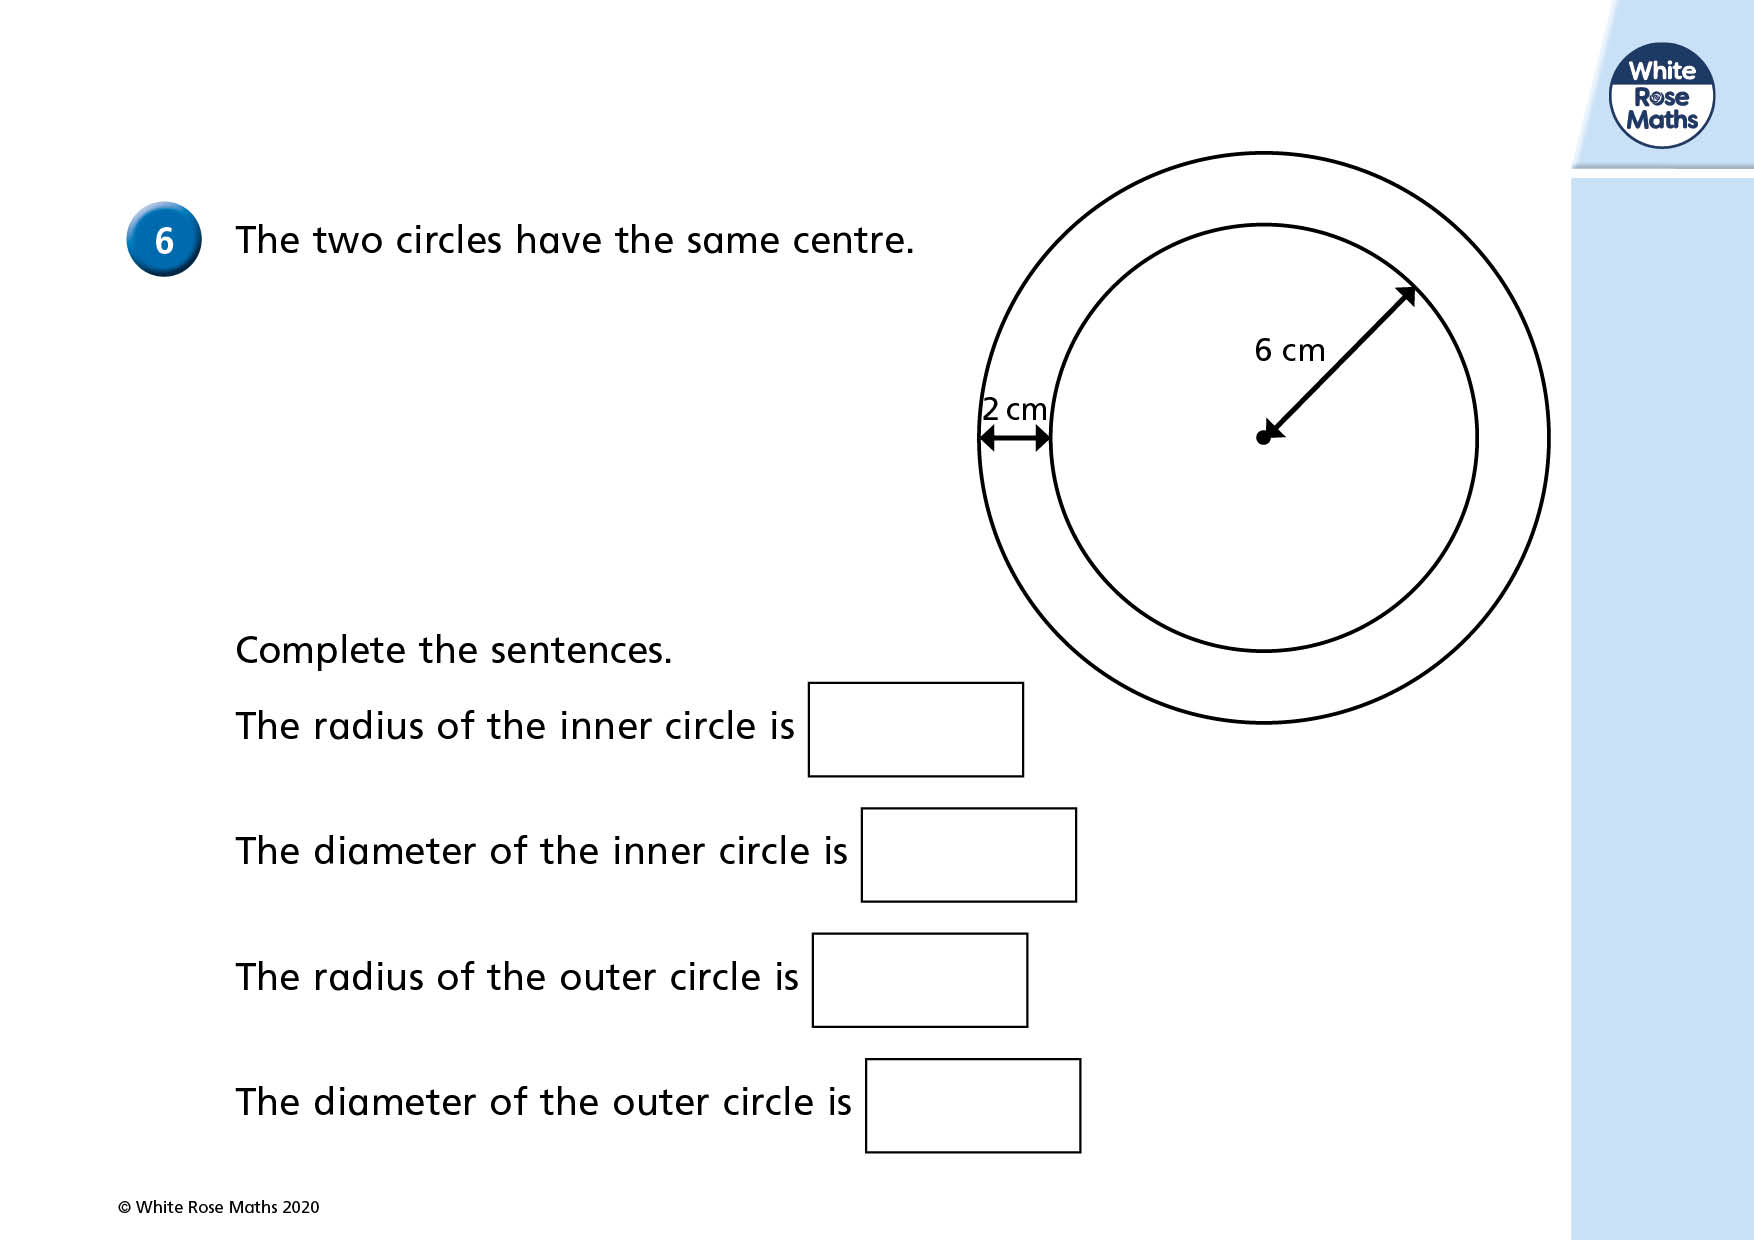 White
Rose
Maths
6 The two circles have the same centre.
6 cm
2 cm
Complete the sentences.
The radius of the inner circle is
The diameter of the inner circle is
The radius of the outer circle is
The diameter of the outer circle is
© White Rose Maths 2020